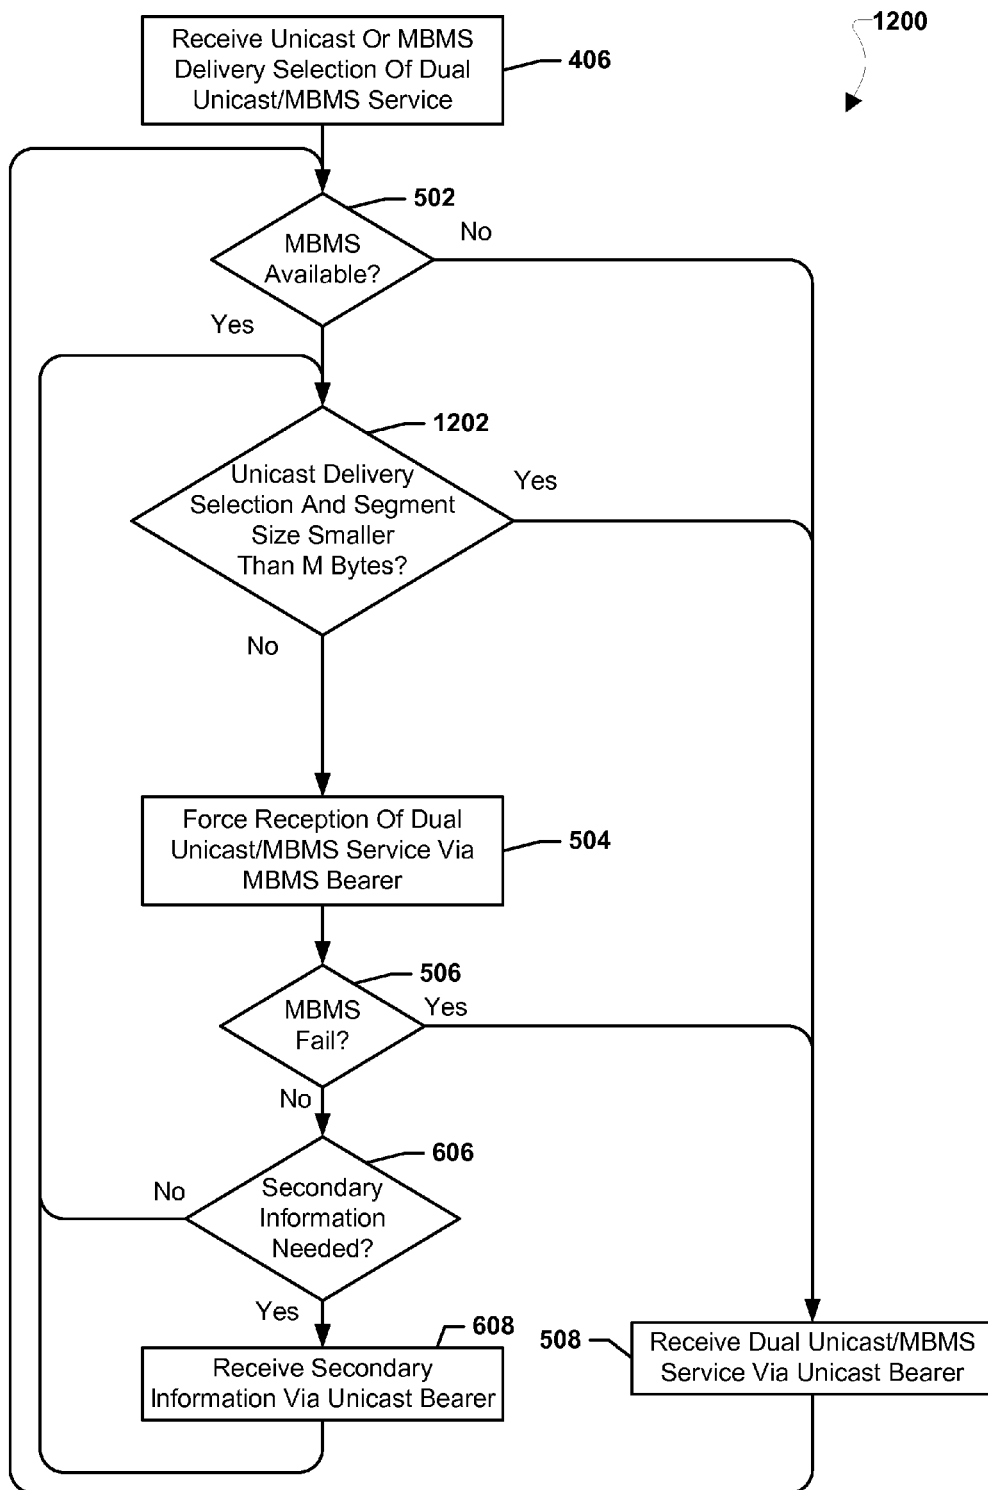 1200
Receive Unicast Or MBMS
Delivery Selection Of Dual
Unicast/MBMS Service
406
502
MBMS
Available?
No
Yes
1202
Unicast Delivery
Selection And Segment
Size Smaller
Than M Bytes?
Yes
No
Force Reception Of Dual
Unicast/MBMS Service Via
MBMS Bearer
504
506
MBMS
Fail?
Yes
No
606
Secondary
Information
Needed?
No
Yes
608
Receive Secondary
Information Via Unicast Bearer
508
Receive Dual Unicast/MBMS
Service Via Unicast Bearer